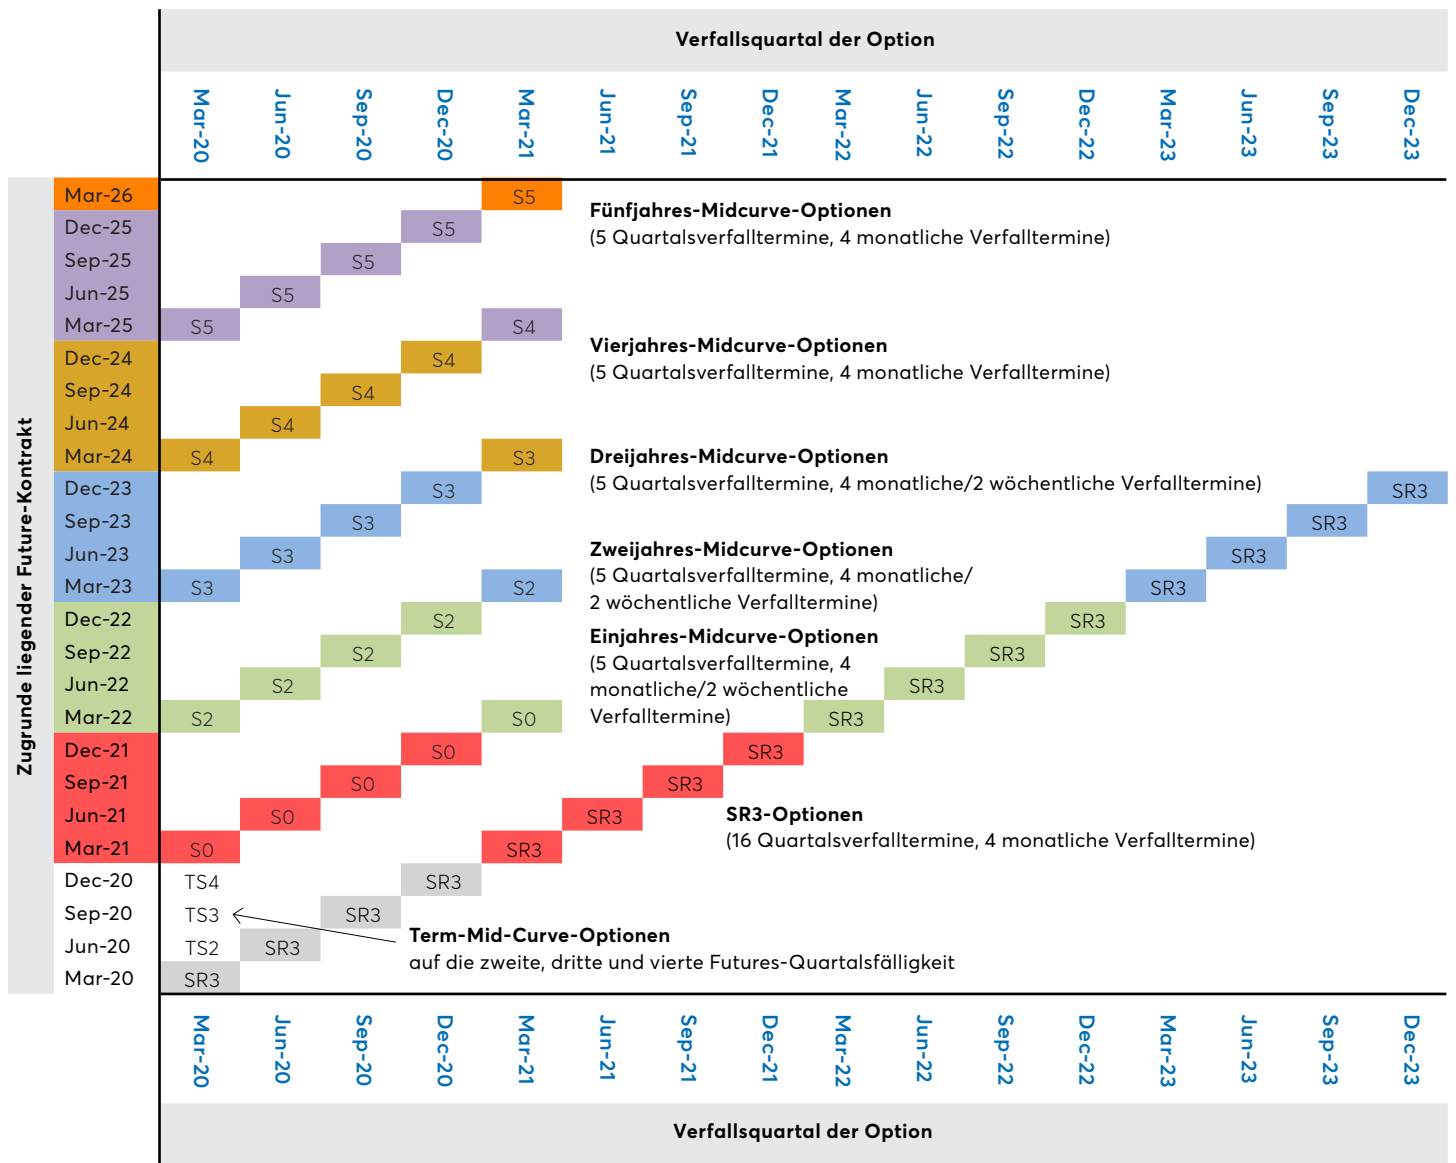 Verfallsquartal der Option
Mar-20 Jun-20 Sep-20 Dec-20 Mar-21 Jun-21 Sep-21 Dec-21 Mar-22 Jun-22 Sep-22 Dec-22 Mar-23 Jun-23 Sep-23 Dec-23
Zugrunde liegender Future-Kontrakt
Mar-26 S5
Dec-25 S5
Sep-25 S5
Jun-25 S5
Mar-25 S5 S4
Dec-24 S4
Sep-24 S4
Jun-24 S4
Mar-24 S4 S3
Dec-23 S3 SR3
Sep-23 S3 SR3
Jun-23 S3 SR3
Mar-23 S3 S2 SR3
Dec-22 S2 SR3
Sep-22 S2 SR3
Jun-22 S2 SR3
Mar-22 S2 S0 SR3
Dec-21 S0 SR3
Sep-21 S0 SR3
Jun-21 S0 SR3
Mar-21 S0 SR3
Dec-20 TS4 SR3
Sep-20 TS3 SR3
Jun-20 TS2 SR3
Mar-20 SR3
Fünfjahres-Midcurve-Optionen
(5 Quartalsverfalltermine, 4 monatliche Verfalltermine)
Vierjahres-Midcurve-Optionen
(5 Quartalsverfalltermine, 4 monatliche Verfalltermine)
Dreijahres-Midcurve-Optionen
(5 Quartalsverfalltermine, 4 monatliche/2 wöchentliche Verfalltermine)
Zweijahres-Midcurve-Optionen
(5 Quartalsverfalltermine, 4 monatliche/
2 wöchentliche Verfalltermine)
Einjahres-Midcurve-Optionen
(5 Quartalsverfalltermine, 4
monatliche/2 wöchentliche
Verfalltermine)
SR3-Optionen
(16 Quartalsverfalltermine, 4 monatliche Verfalltermine)
Term-Mid-Curve-Optionen
auf die zweite, dritte und vierte Futures-Quartalsfälligkeit
Mar-20 Jun-20 Sep-20 Dec-20 Mar-21 Jun-21 Sep-21 Dec-21 Mar-22 Jun-22 Sep-22 Dec-22 Mar-23 Jun-23 Sep-23 Dec-23
Verfallsquartal der Option